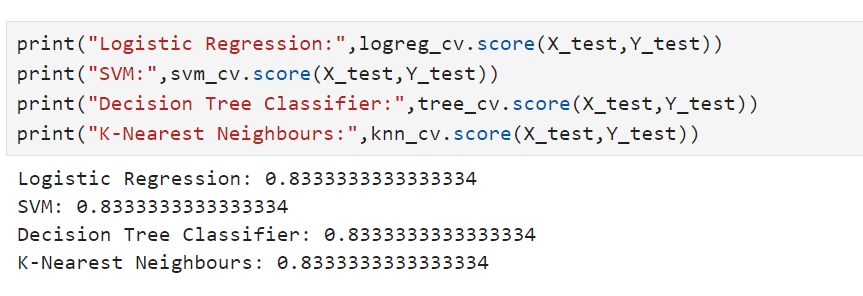 print("Logistic Regression:",logreg_cv.score(X_test,Y_test))
print("SVM:",svm_cv.score(X_test,Y_test))
print("Decision Tree Classifier:",tree_cv.score(X_test,Y_test))
print("K-Nearest Neighbours:",knn_cv.score(X_test,Y_test))
Logistic Regression: 0.8333333333333334
SVM: 0.8333333333333334
Decision Tree Classifier: 0.8333333333333334
K-Nearest Neighbours: 0.8333333333333334